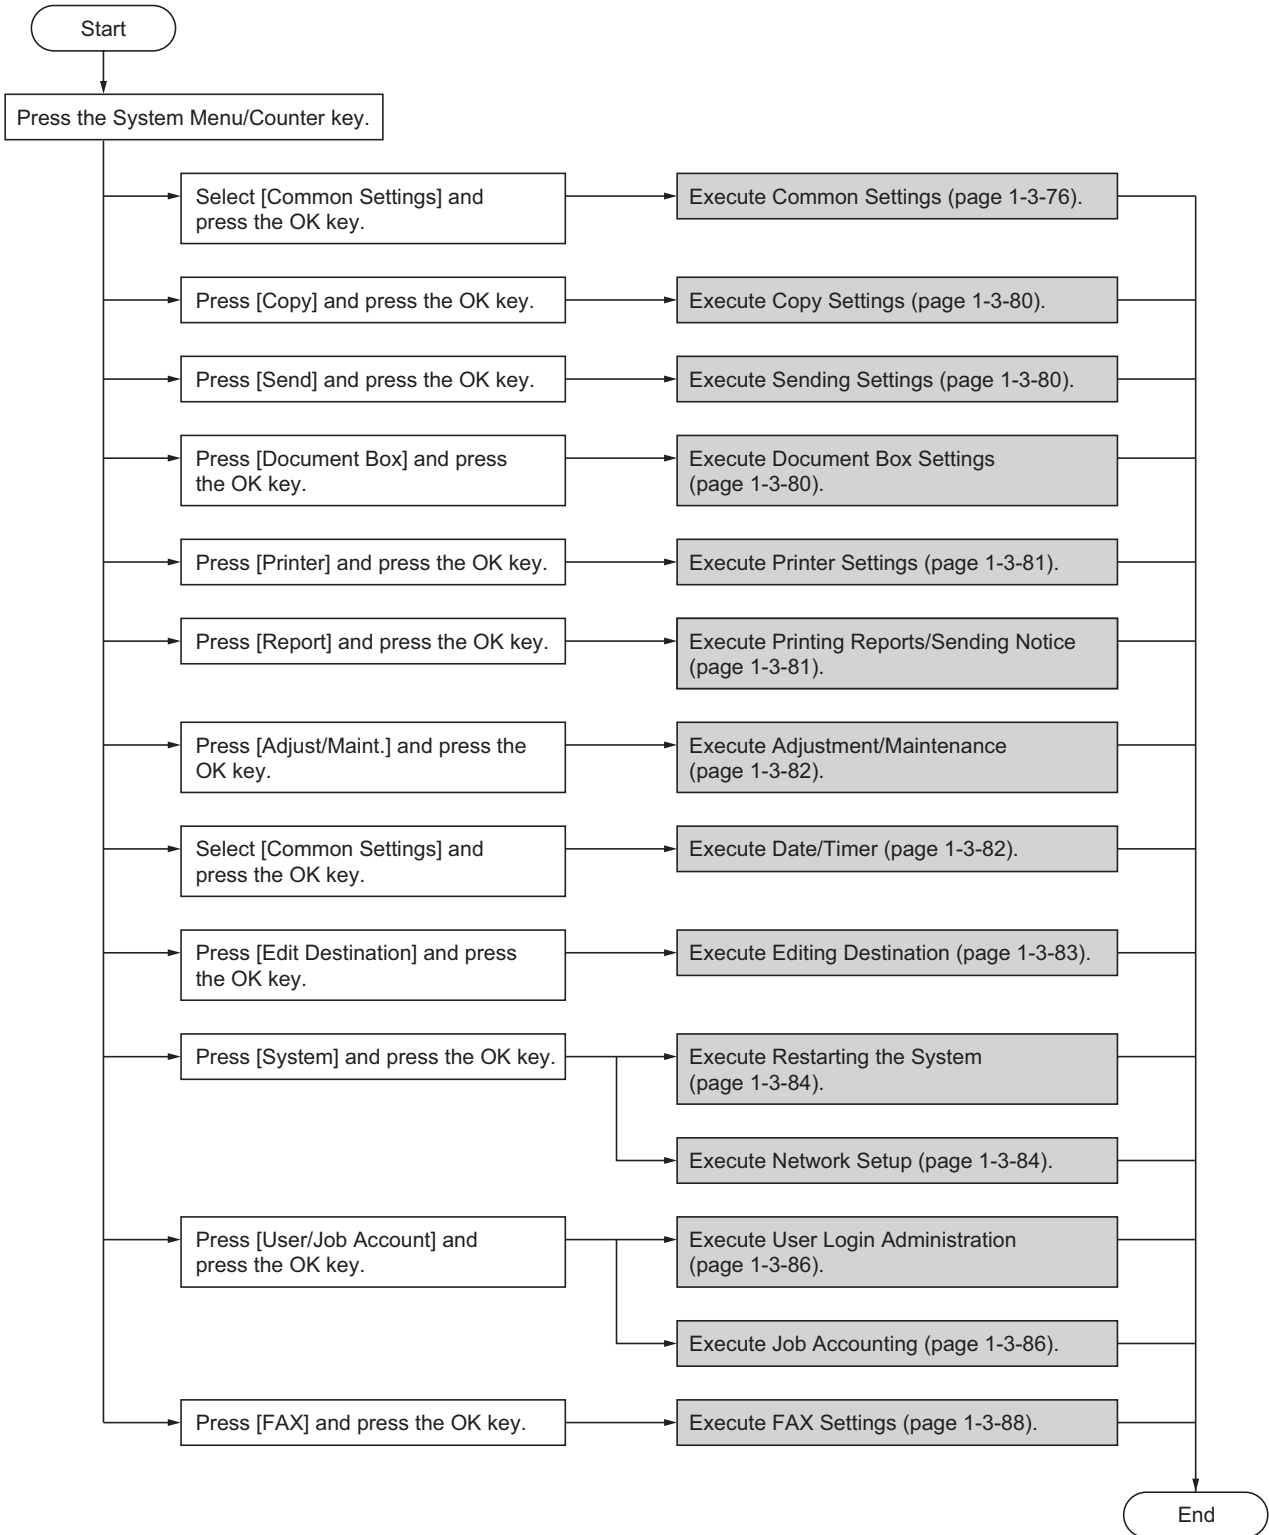 Start
Press the System Menu/Counter key.
Select [Common Settings] and
press the OK key.
Execute Common Settings (page 1-3-76).
Press [Copy] and press the OK key.
Execute Copy Settings (page 1-3-80).
Press [Send] and press the OK key.
Execute Sending Settings (page 1-3-80).
Press [Document Box] and press
the OK key.
Execute Document Box Settings
(page 1-3-80).
Press [Printer] and press the OK key.
Execute Printer Settings (page 1-3-81).
Press [Report] and press the OK key.
Execute Printing Reports/Sending Notice
(page 1-3-81).
Press [Adjust/Maint.] and press the
OK key.
Execute Adjustment/Maintenance
(page 1-3-82).
Select [Common Settings] and
press the OK key.
Execute Date/Timer (page 1-3-82).
Press [Edit Destination] and press
the OK key.
Execute Editing Destination (page 1-3-83).
Press [System] and press the OK key.
Execute Restarting the System
(page 1-3-84).
Execute Network Setup (page 1-3-84).
Press [User/Job Account] and
press the OK key.
Execute User Login Administration
(page 1-3-86).
Execute Job Accounting (page 1-3-86).
Press [FAX] and press the OK key.
Execute FAX Settings (page 1-3-88).
End